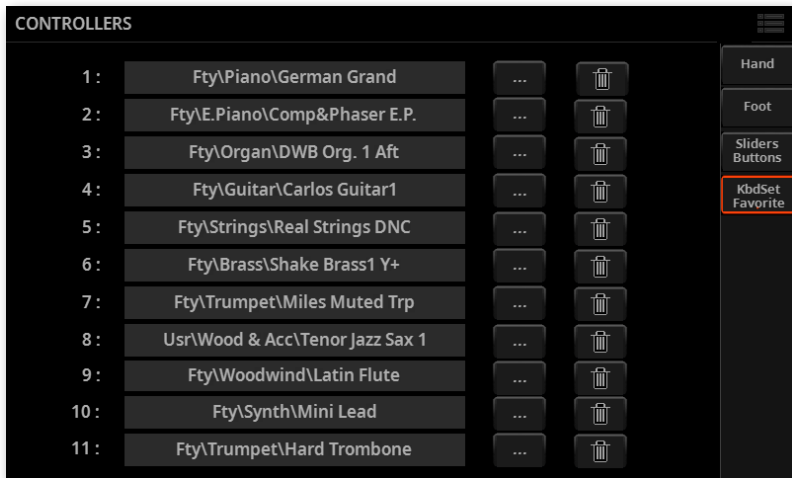 CONTROLLERS
1 : Fty\Piano\German Grand ...
2 : Fty\E.Piano\Comp&Phaser E.P. ...
3 : Fty\Organ\DWB Org. 1 Aft ...
4 : Fty\Guitar\Carlos Guitar1 ...
5 : Fty\Strings\Real Strings DNC ...
6 : Fty\Brass\Shake Brass1 Y+ ...
7 : Fty\Trumpet\Miles Muted Trp ...
8 : Usr\Wood & Acc\Tenor Jazz Sax 1 ...
9 : Fty\Woodwind\Latin Flute ...
10 : Fty\Synth\Mini Lead ...
11 : Fty\Trumpet\Hard Trombone ...
Hand
Foot
Sliders
Buttons
KbdSet
Favorite